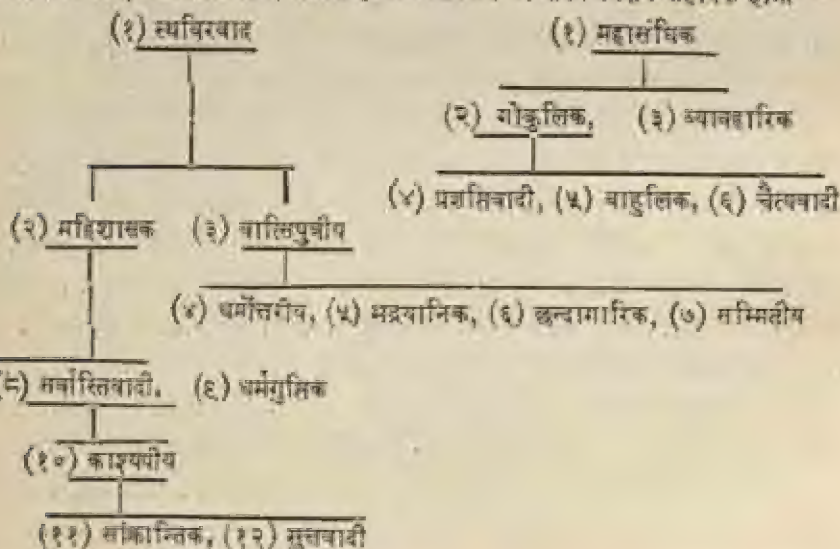 (१) स्थविरवाद (१) महासंघिक
(२) गोकुलिक, (३) व्यावहारिक
(४) प्रज्ञप्तिवादी, (५) बाहुलिक, (६) चैत्यवादी
(२) महिशासक (३) वात्सिपुत्रीय
(४) धर्मोत्तरीय, (५) भद्रयानिक, (६) छन्दागारिक, (७) सम्मितीय
(८) सर्वास्तिवादी, (९) धर्मगुप्तिक
(१०) काश्यपीय
(११) सांक्रान्तिक, (१२) सुत्तवादी